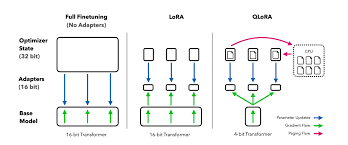 Full Finetuning
(No Adapters)
LoRA
QLoRA
Optimizer
State
(32 bit)
CPU
Adapters
(16 bit)
Base
Model
16-bit Transformer
16-bit Transformer
4-bit Transformer
Parameter Updates
Gradient Flow
Paging Flow